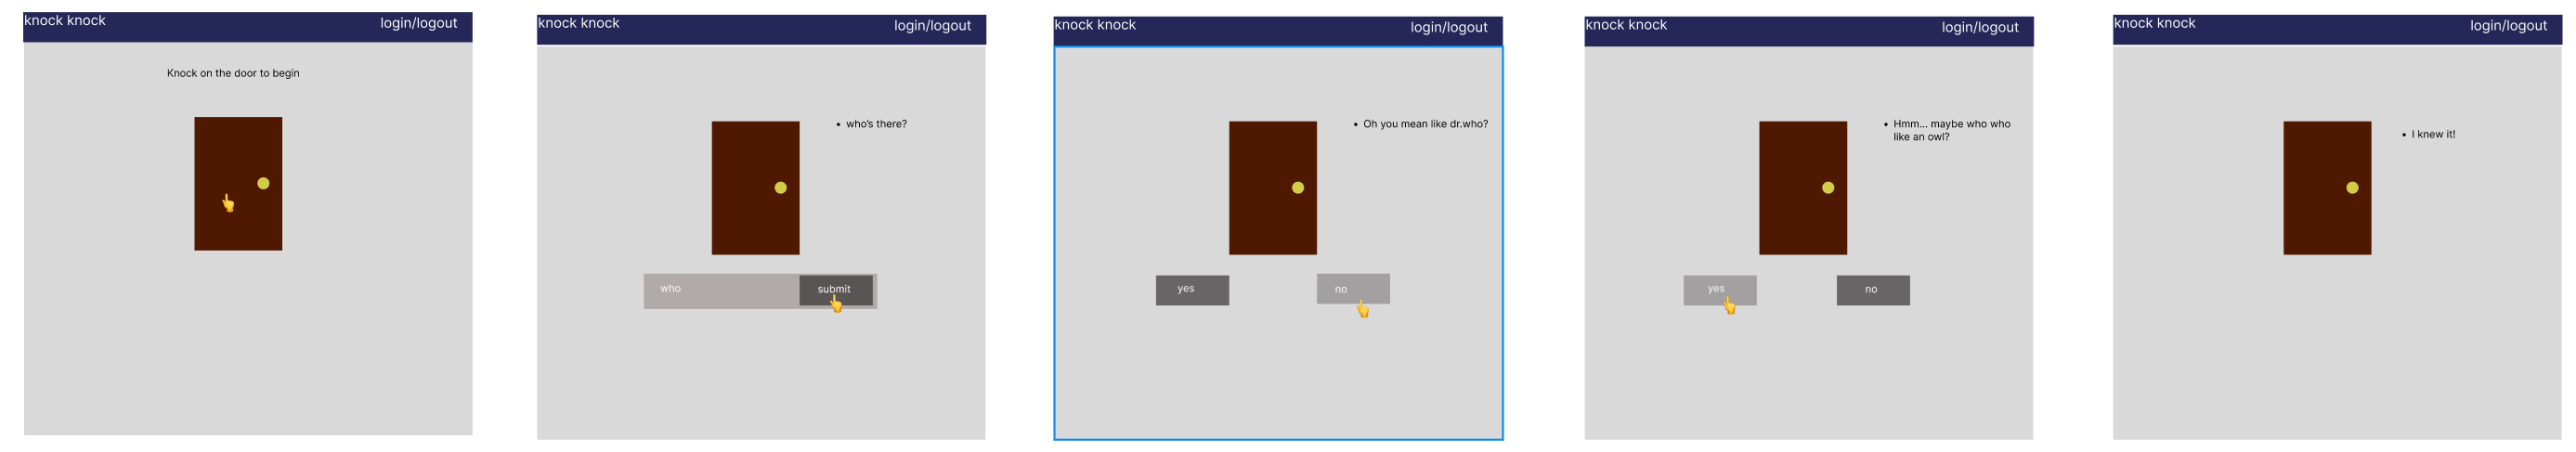 knock knock
login/logout
Knock on the door to begin
knock knock
login/logout
• who's there?
who
submit
knock knock
login/logout
• Oh you mean like dr.who?
yes
no
knock knock
login/logout
• Hmm... maybe who who
like an owl?
yes
no
knock knock
login/logout
• I knew it!